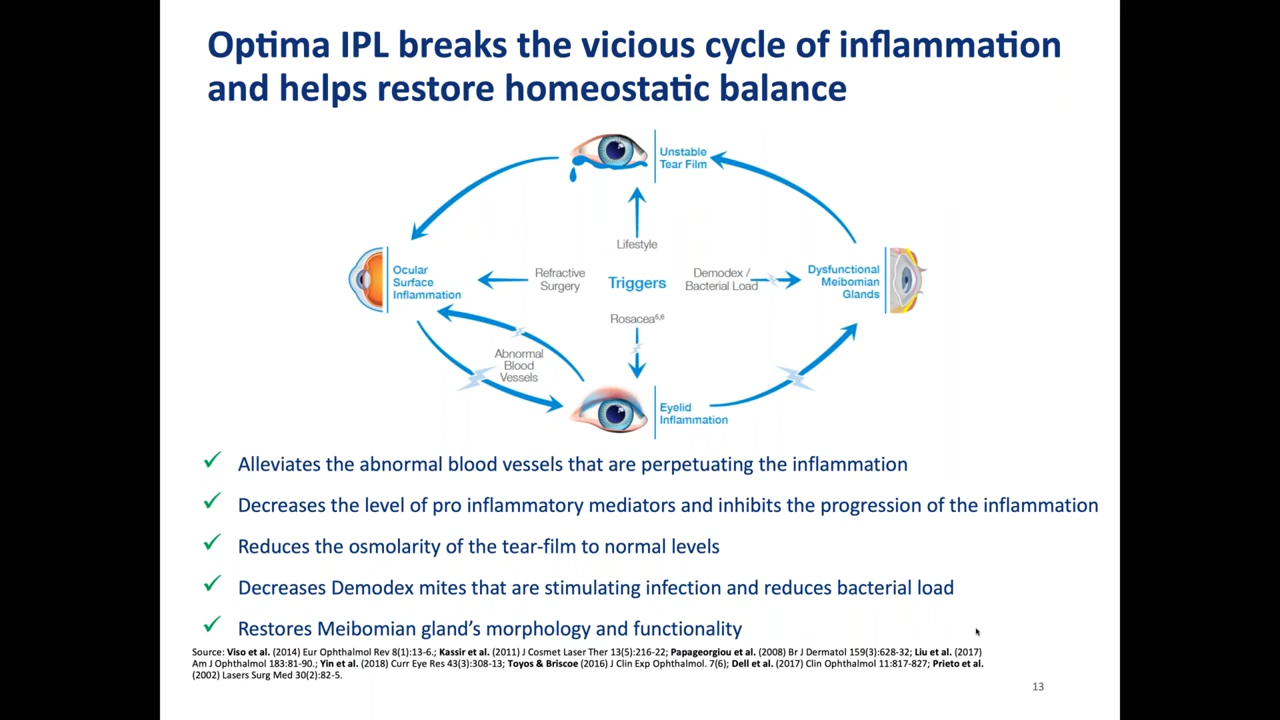 Optima IPL breaks the vicious cycle of inflammation
and helps restore homeostatic balance
Unstable
Tear Film
Lifestyle
Ocular
Surface
Inflammation
Refractive
Surgery
Triggers
Demodex /
Bacterial Load
Dysfunctional
Meibomian
Glands
Rosacea⁵,⁶
Abnormal
Blood
Vessels
Eyelid
Inflammation
✓ Alleviates the abnormal blood vessels that are perpetuating the inflammation
✓ Decreases the level of pro inflammatory mediators and inhibits the progression of the inflammation
✓ Reduces the osmolarity of the tear-film to normal levels
✓ Decreases Demodex mites that are stimulating infection and reduces bacterial load
✓ Restores Meibomian gland's morphology and functionality
Source: Viso et al. (2014) Eur Ophthalmol Rev 8(1):13-6.; Kassir et al. (2011) J Cosmet Laser Ther 13(5):216-22; Papageorgiou et al. (2008) Br J Dermatol 159(3):628-32; Liu et al. (2017)
Am J Ophthalmol 183:81-90.; Yin et al. (2018) Curr Eye Res 43(3):308-13; Toyos & Briscoe (2016) J Clin Exp Ophthalmol. 7(6); Dell et al. (2017) Clin Ophthalmol 11:817-827; Prieto et al.
(2002) Lasers Surg Med 30(2):82-5.
13